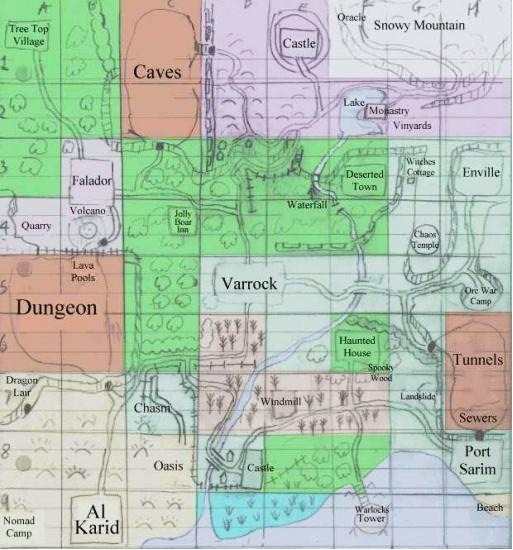 A B C D E F G H
Oracle
Snowy Mountain
Tree Top
Village
Castle
1
Caves
Lake
Monastry
2
Vinyards
3
Witches
Cottage
Enville
Falador
Deserted
Town
Waterfall
Volcano
Jolly
Boar
Inn
4
Quarry
Chaos
Temple
Lava
Pools
5
Varrock
Orc War
Camp
Dungeon
6
Haunted
House
Tunnels
Spooky
Wood
Dragon
Lair
7
Chasm
Windmill
Landslide
Sewers
8
Oasis
Castle
Port
Sarim
9
Nomad
Camp
Al
Karid
Warlocks
Tower
Beach